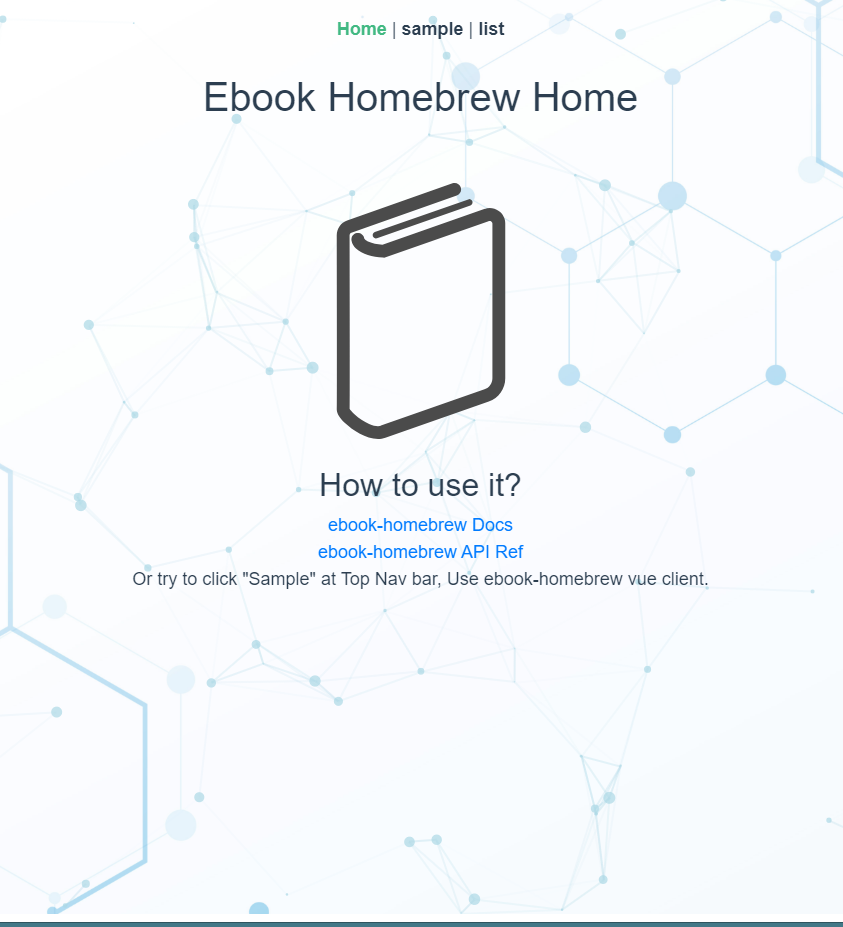 Home | sample | list
Ebook Homebrew Home
How to use it?
ebook-homebrew Docs
ebook-homebrew API Ref
Or try to click "Sample" at Top Nav bar, Use ebook-homebrew vue client.